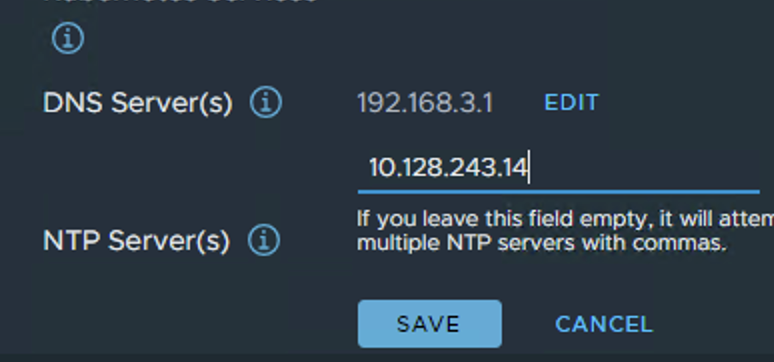 DNS Server(s) 192.168.3.1 EDIT
10.128.243.14
If you leave this field empty, it will attem
NTP Server(s) multiple NTP servers with commas.
SAVE CANCEL